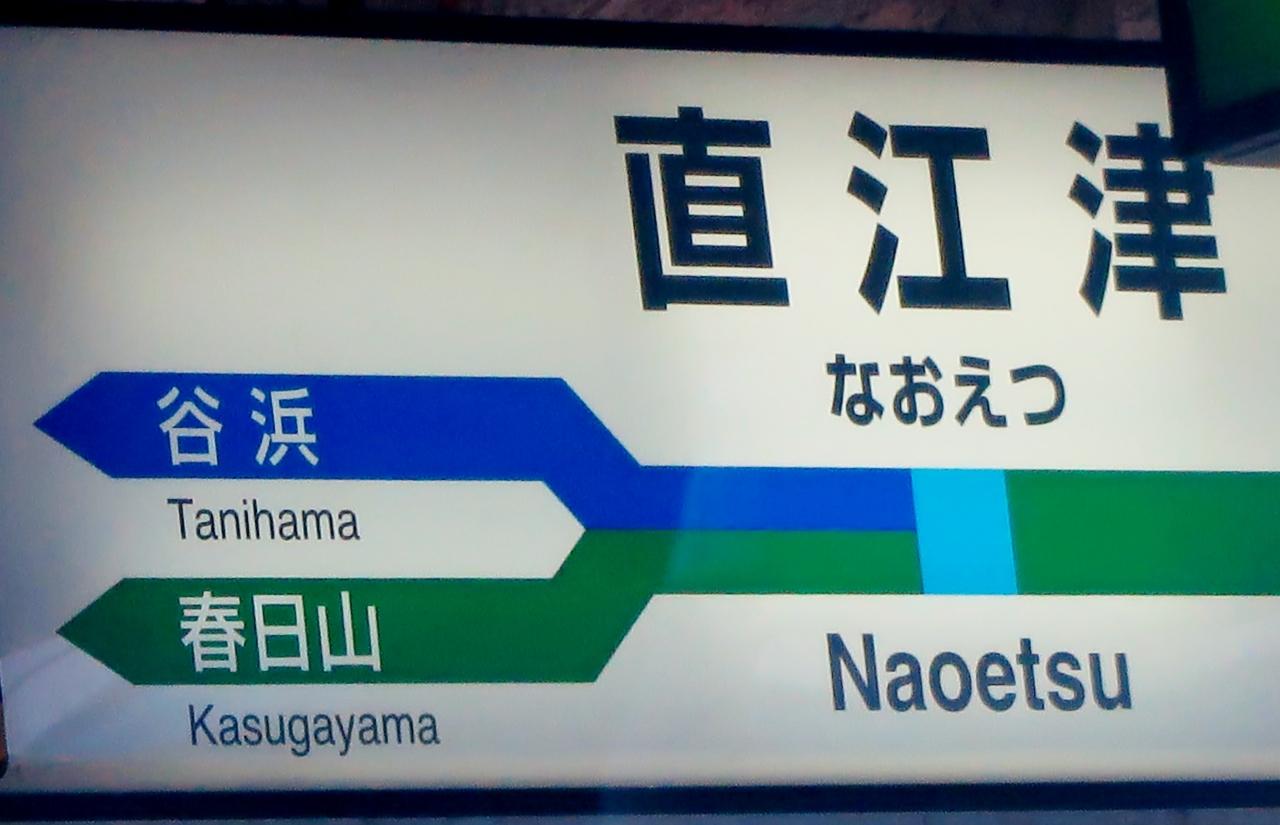 直江津
なおえつ
谷浜
Tanihama
春日山
Kasugayama
Naoetsu